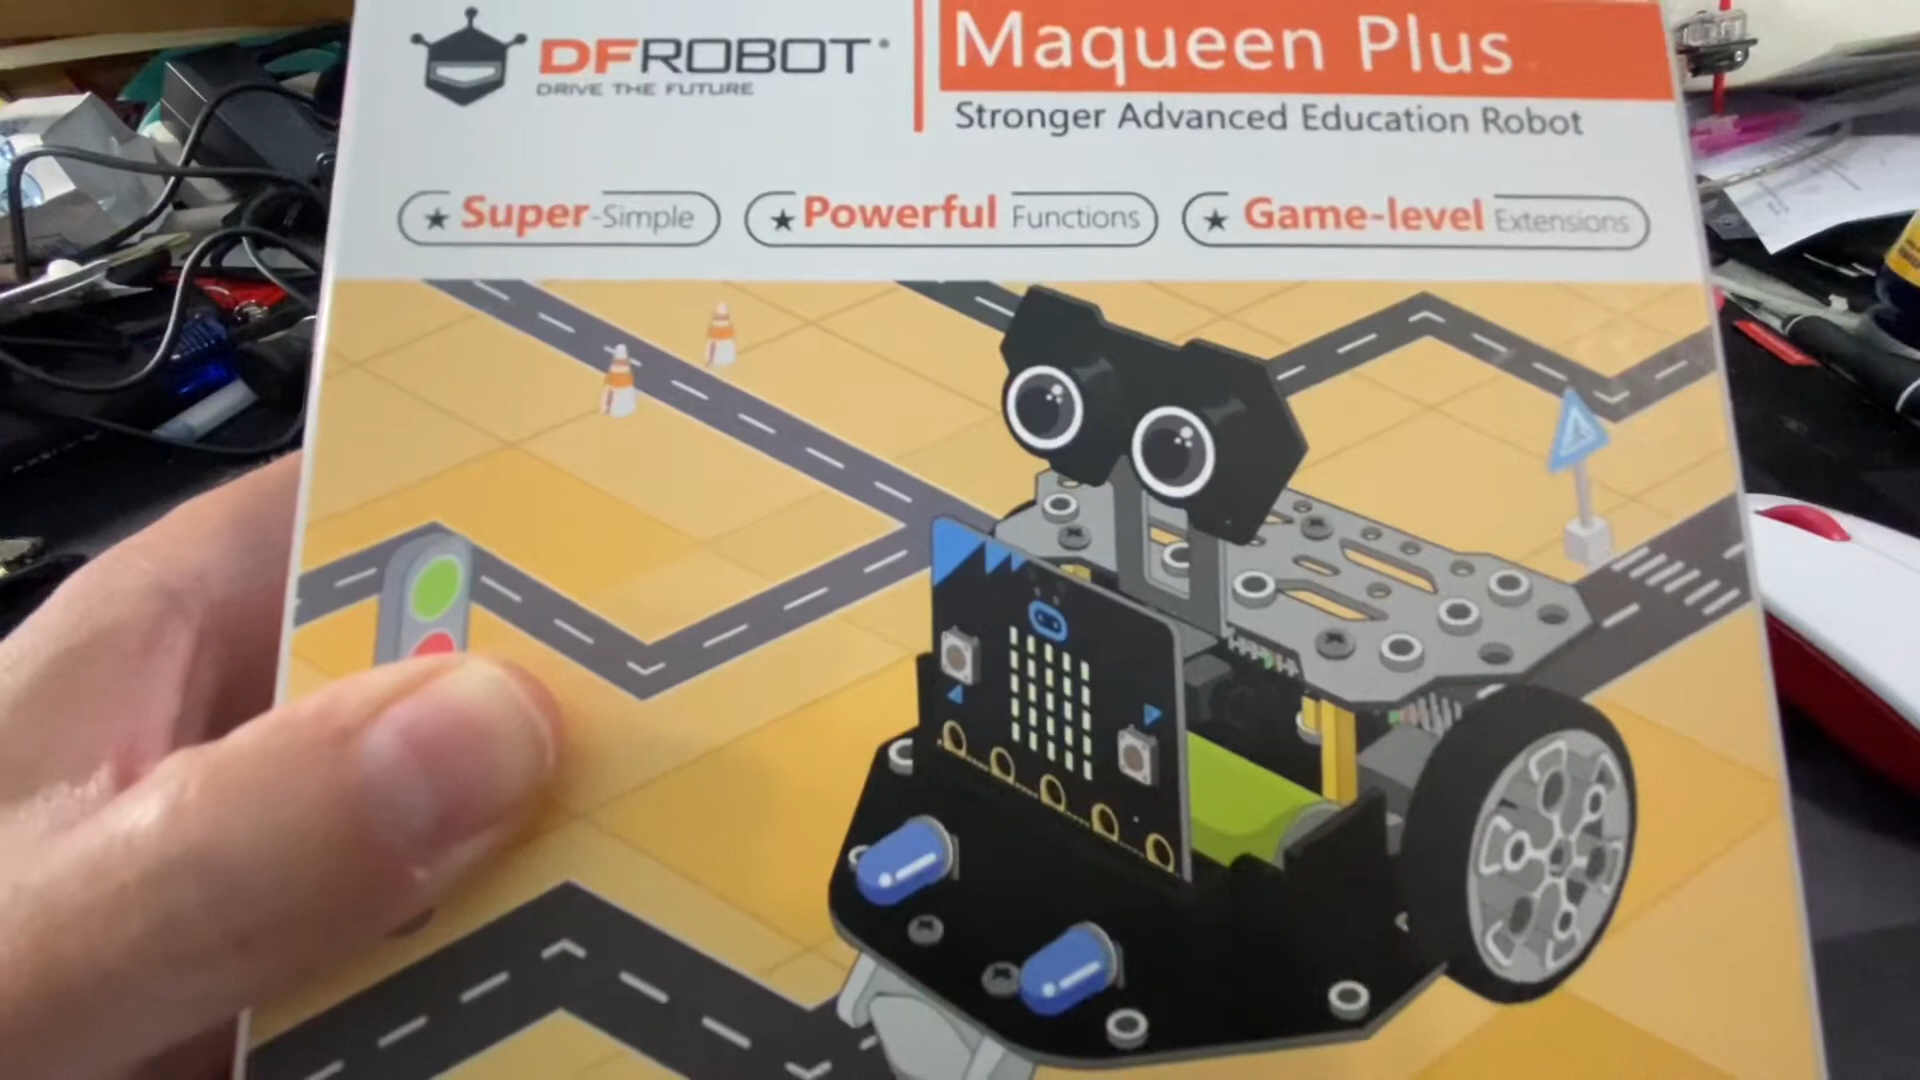 DFROBOT
DRIVE THE FUTURE
Maqueen Plus
Stronger Advanced Education Robot
★ Super-Simple
★ Powerful Functions
★ Game-level Extensions